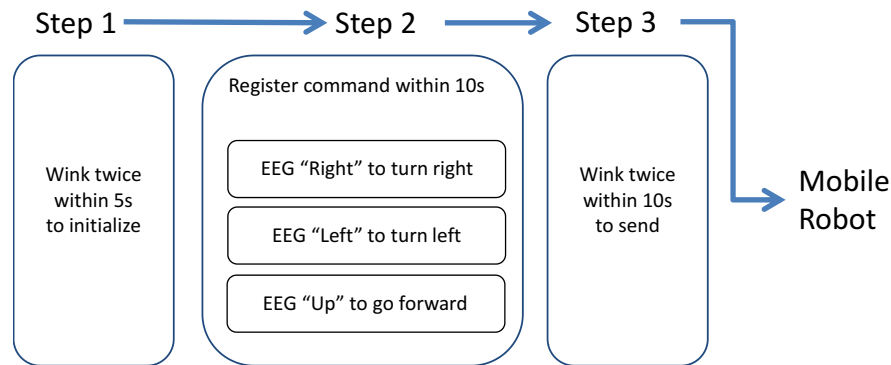 Step 1
Step 2
Step 3
Wink twice
within 5s
to initialize
Register command within 10s
EEG “Right” to turn right
EEG “Left” to turn left
EEG “Up” to go forward
Wink twice
within 10s
to send
Mobile
Robot